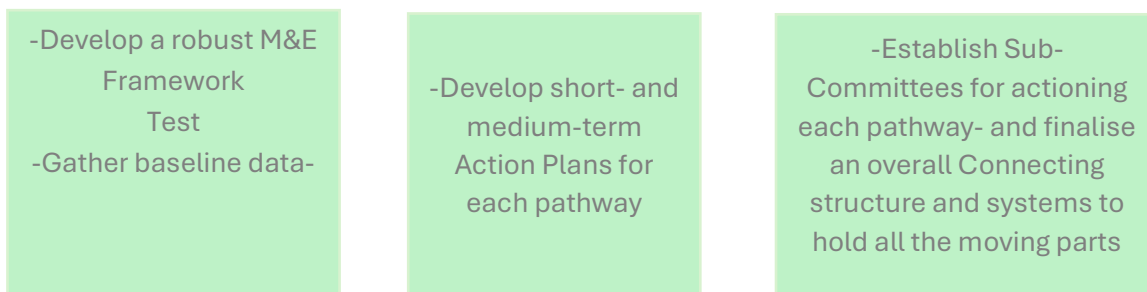 -Develop a robust M&E
Framework
Test
-Gather baseline data-
-Develop short- and
medium-term
Action Plans for
each pathway
-Establish Sub-
Committees for actioning
each pathway- and finalise
an overall Connecting
structure and systems to
hold all the moving parts